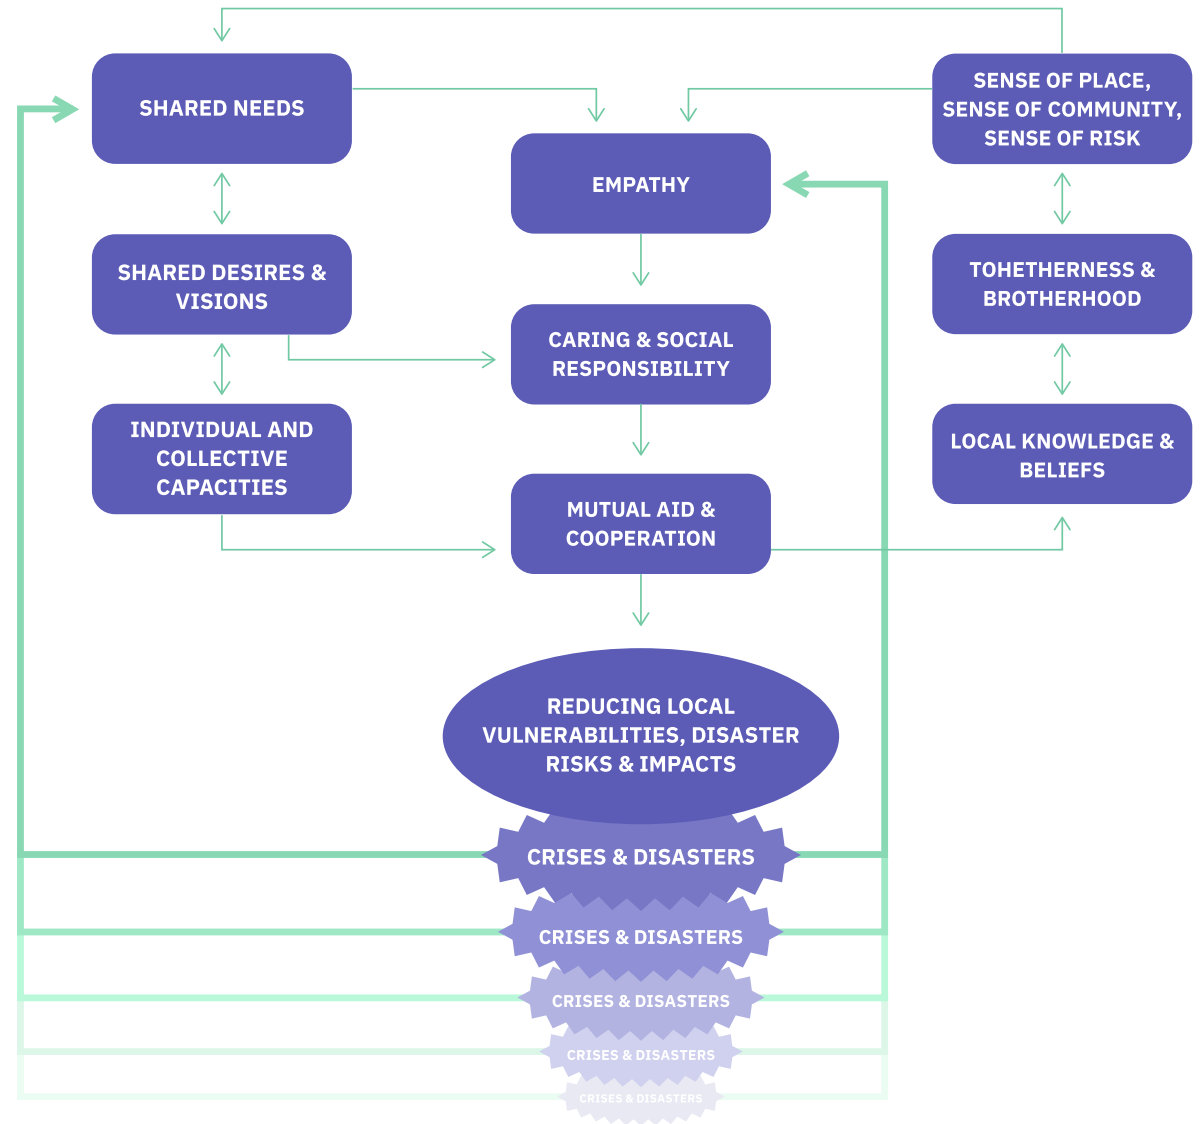 SHARED NEEDS
SENSE OF PLACE,
SENSE OF COMMUNITY,
SENSE OF RISK
EMPATHY
SHARED DESIRES &
VISIONS
TOHETHERNESS &
BROTHERHOOD
CARING & SOCIAL
RESPONSIBILITY
INDIVIDUAL AND
COLLECTIVE
CAPACITIES
LOCAL KNOWLEDGE &
BELIEFS
MUTUAL AID &
COOPERATION
REDUCING LOCAL
VULNERABILITIES, DISASTER
RISKS & IMPACTS
CRISES & DISASTERS
CRISES & DISASTERS
CRISES & DISASTERS
CRISES & DISASTERS
CRISES & DISASTERS